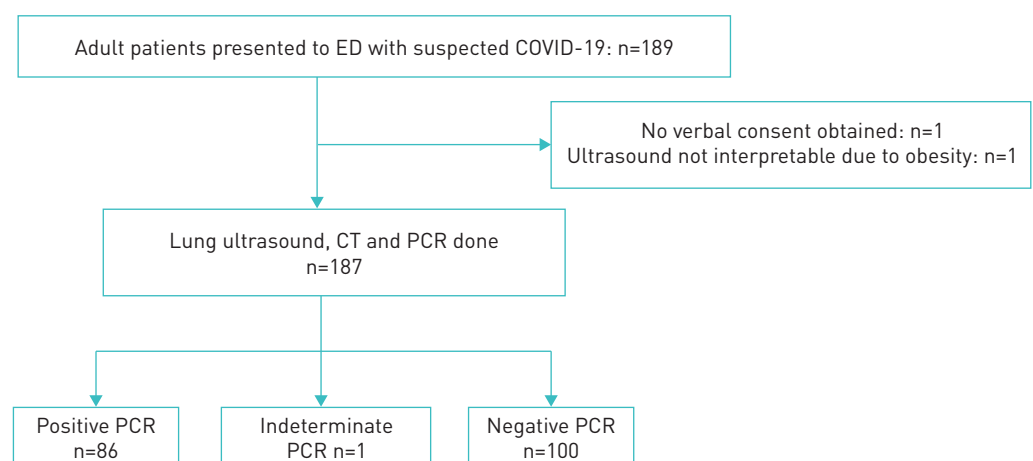 Adult patients presented to ED with suspected COVID-19: n=189
No verbal consent obtained: n=1
Ultrasound not interpretable due to obesity: n=1
Lung ultrasound, CT and PCR done
n=187
Positive PCR
n=86
Indeterminate
PCR n=1
Negative PCR
n=100